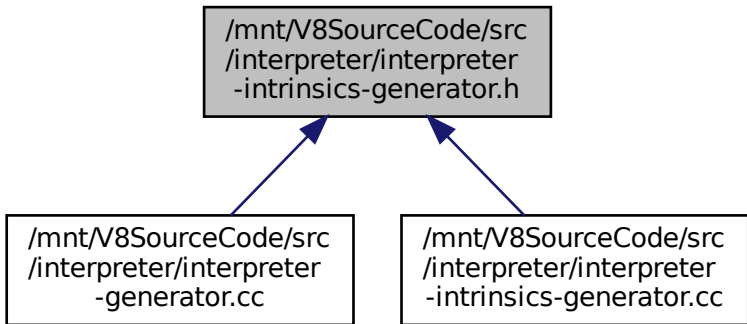 /mnt/V8SourceCode/src
/interpreter/interpreter
-intrinsics-generator.h
/mnt/V8SourceCode/src
/interpreter/interpreter
-generator.cc
/mnt/V8SourceCode/src
/interpreter/interpreter
-intrinsics-generator.cc